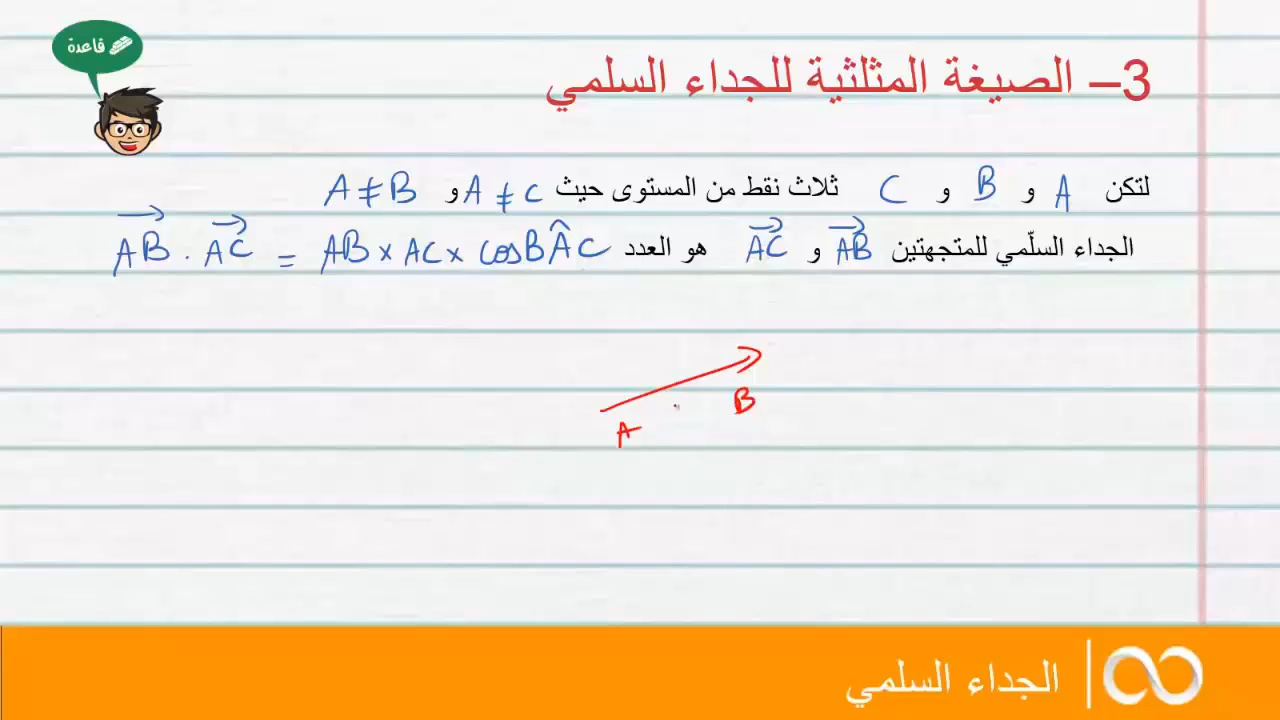 قاعدة
3– الصيغة المثلثية للجداء السلمي
لتكن A و B و C ثلاث نقط من المستوى حيث A ≠ C و A ≠ B
الجداء السلّمي للمتجهتين AB و AC هو العدد AB . AC = AB × AC × cos BÂC
A B
الجداء السلمي